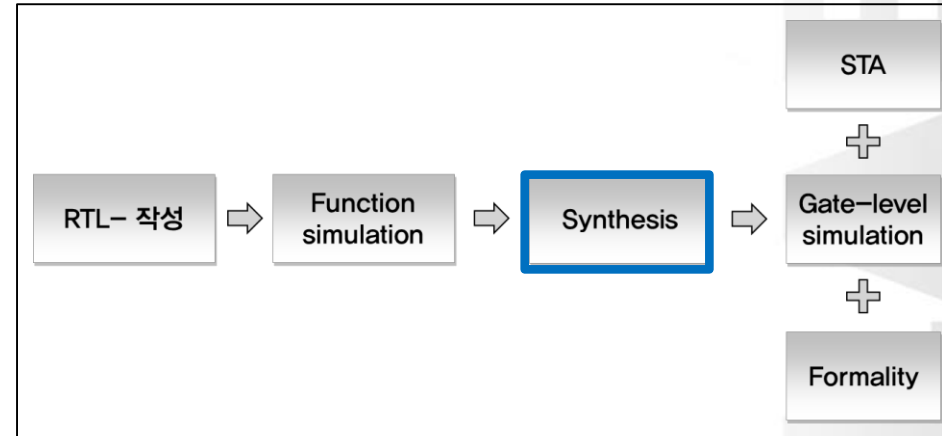 STA
RTL- 작성
Function
simulation
Synthesis
Gate-level
simulation
Formality